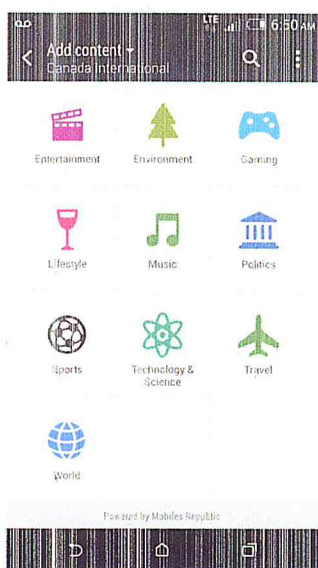 LTE 6:50 AM
Add content
Canada International
Entertainment Environment Gaming
Lifestyle Music Politics
Sports Technology & Travel
Science
World
Powered by Mobiles Republic